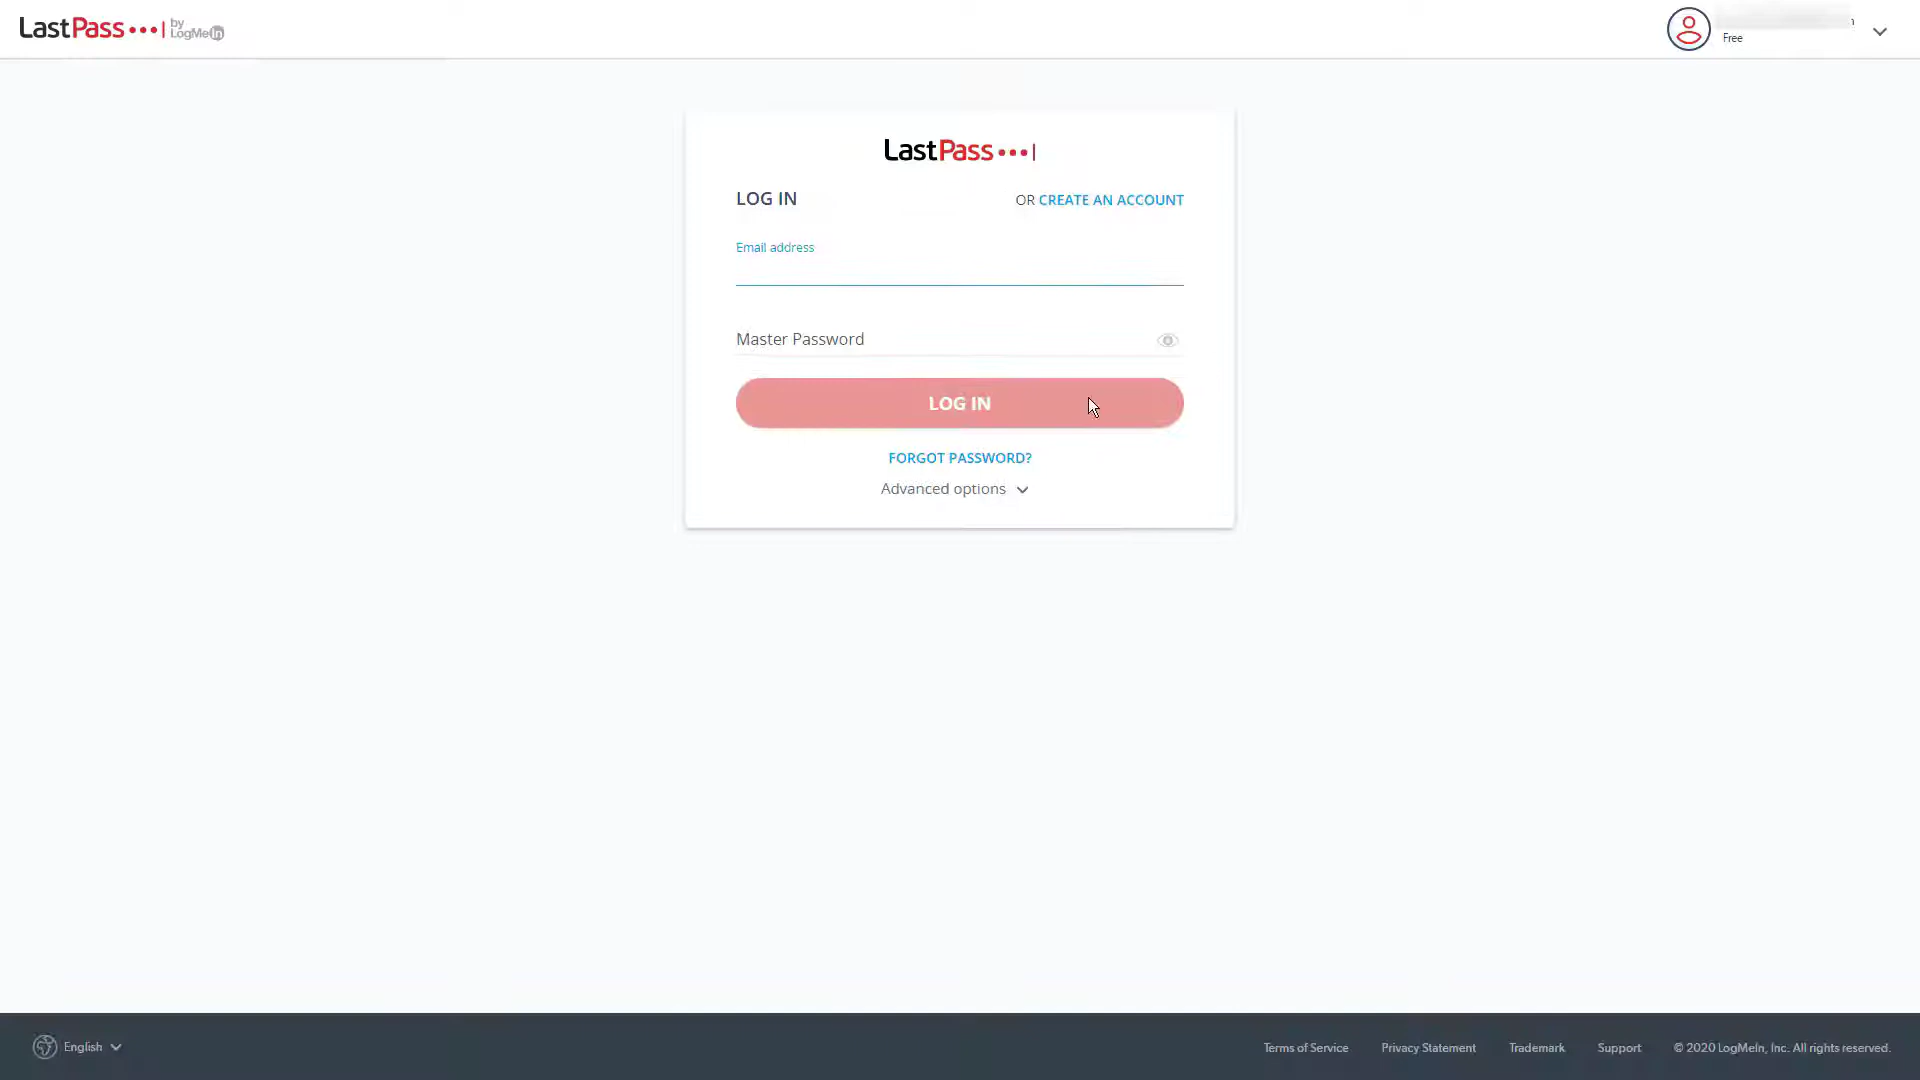 LastPass by LogMeIn
Free
LastPass
LOG IN
OR CREATE AN ACCOUNT
Email address
Master Password
LOG IN
FORGOT PASSWORD?
Advanced options
English
Terms of Service
Privacy Statement
Trademark
Support
© 2020 LogMeIn, Inc. All rights reserved.